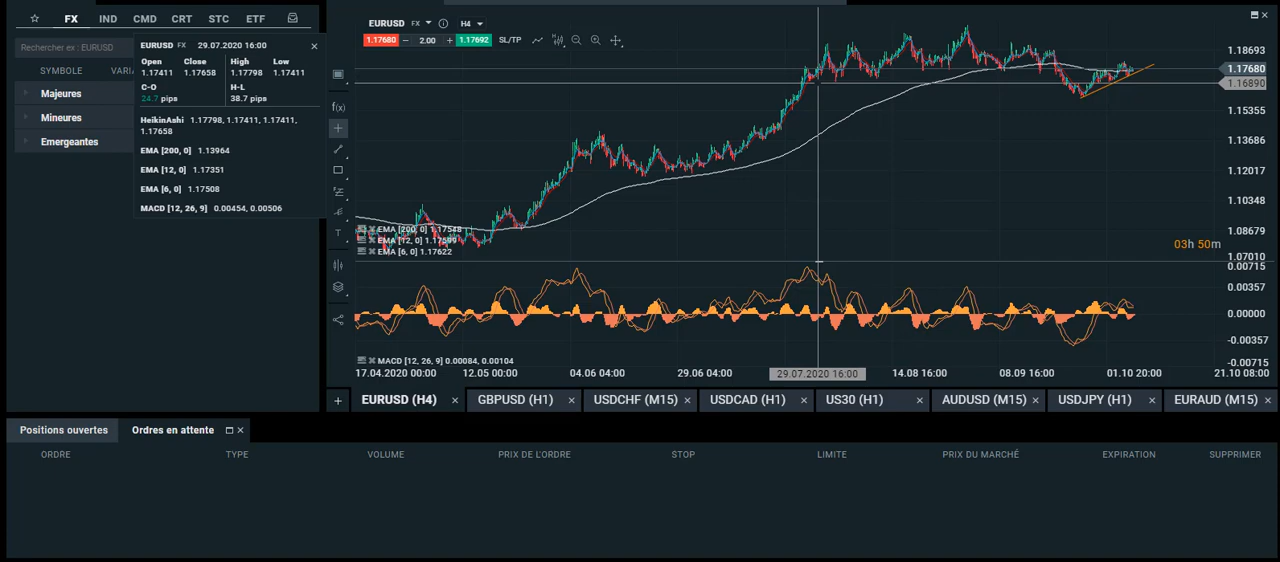 FX IND CMD CRT STC ETF
Rechercher ex : EURUSD
SYMBOLE VARIA
Majeures
Mineures
Emergeantes
EURUSD FX 29.07.2020 16:00 ×
Open Close High Low
1.17411 1.17658 1.17798 1.17411
C-O H-L
24.7 pips 38.7 pips
HeikinAshi 1.17798, 1.17411, 1.17411,
1.17658
EMA [200, 0] 1.13964
EMA [12, 0] 1.17351
EMA [6, 0] 1.17508
MACD [12, 26, 9] 0.00454, 0.00506
EURUSD FX H4
1.17680 − 2.00 + 1.17692 SL/TP
f(x)
T
1.18693
1.17680
1.16890
1.15355
1.13686
1.12017
1.10348
1.08679
1.07010
03h 50m
EMA [200, 0] 1.17548
EMA [12, 0] 1.17599
EMA [6, 0] 1.17622
0.00715
0.00357
0.00000
-0.00357
-0.00715
MACD [12, 26, 9] 0.00084, 0.00104
17.04.2020 00:00 12.05 00:00 04.06 04:00 29.06 04:00 29.07.2020 16:00 14.08 16:00 08.09 16:00 01.10 20:00 21.10 08:00
+ EURUSD (H4) × GBPUSD (H1) × USDCHF (M15) × USDCAD (H1) × US30 (H1) × AUDUSD (M15) × USDJPY (H1) × EURAUD (M15) ×
Positions ouvertes Ordres en attente ×
ORDRE TYPE VOLUME PRIX DE L'ORDRE STOP LIMITE PRIX DU MARCHÉ EXPIRATION SUPPRIMER